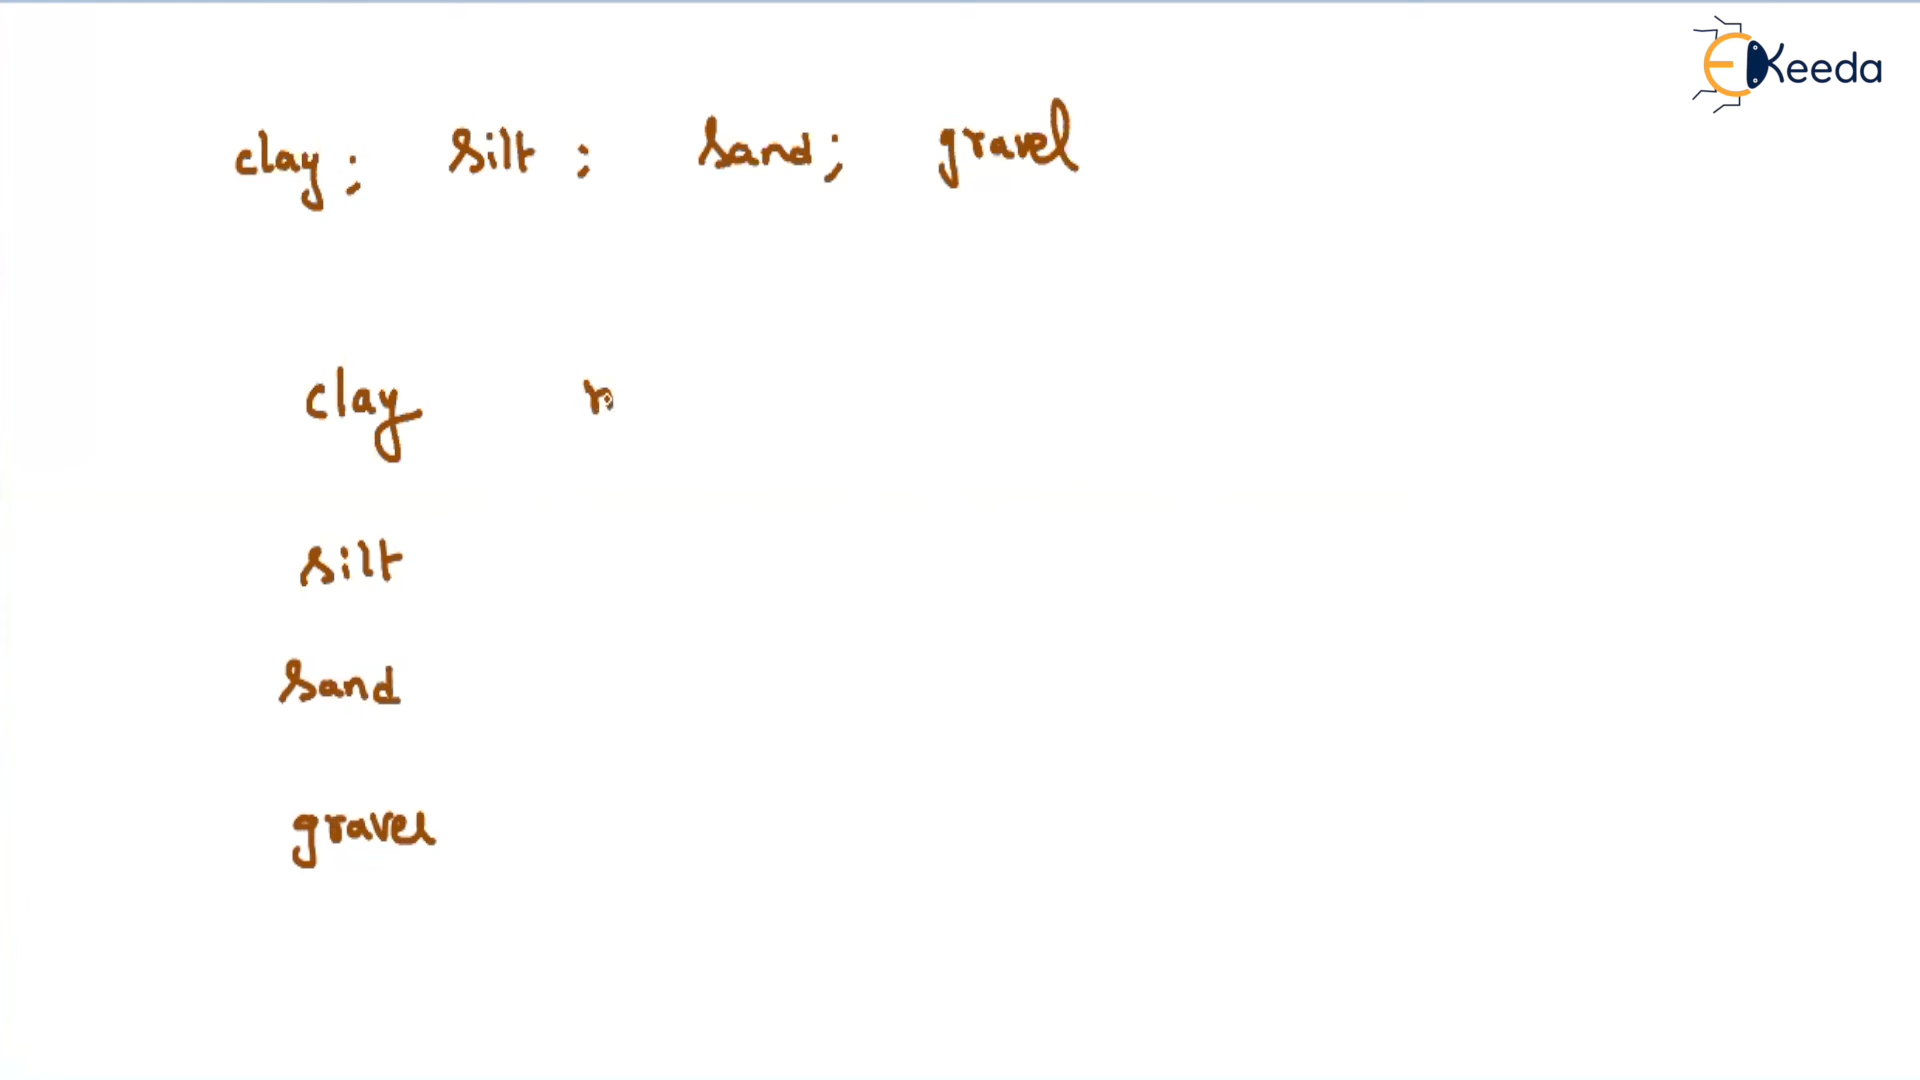 EKeeda
clay; silt; sand; gravel
clay
silt
sand
gravel